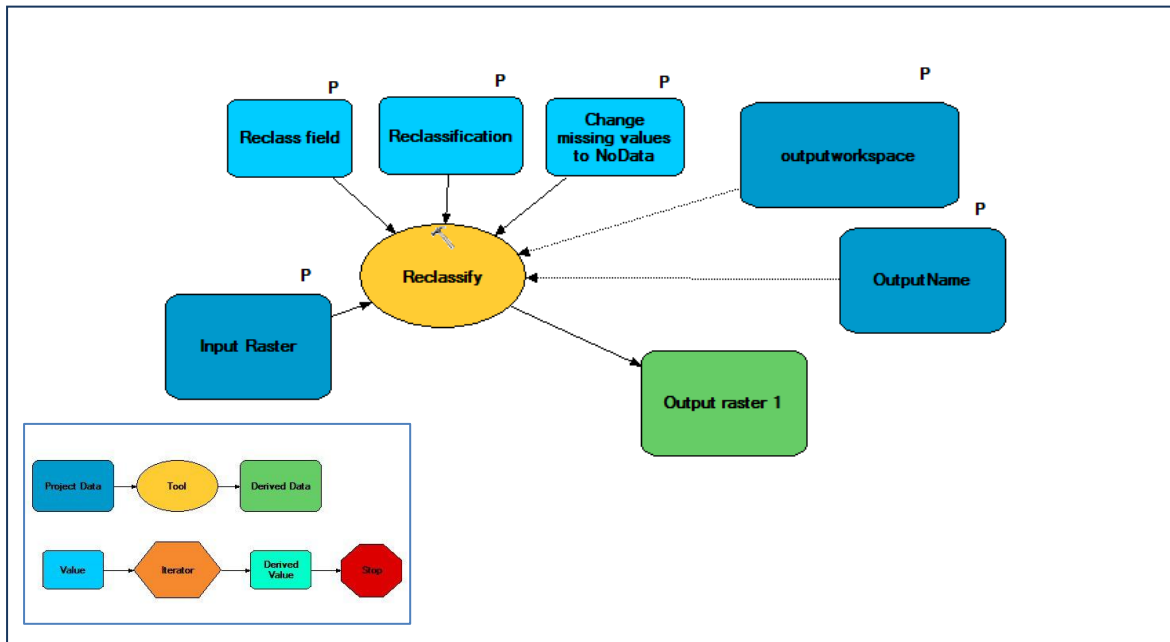 P
P
P
P
Reclass field
Reclassification
Change
missing values
to NoData
outputworkspace
P
P
Reclassify
OutputName
Input Raster
Output raster 1
Project Data
Tool
Derived Data
Value
Iterator
Derived
Value
Stop